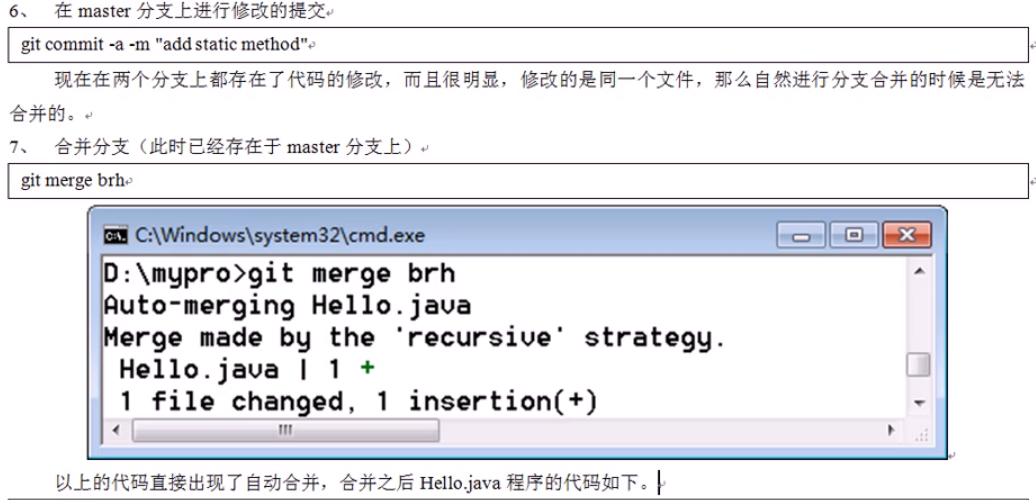 6、 在 master 分支上进行修改的提交
git commit -a -m "add static method"
现在在两个分支上都存在了代码的修改，而且很明显，修改的是同一个文件，那么自然进行分支合并的时候是无法
合并的。
7、 合并分支（此时已经存在于 master 分支上）
git merge brh
C:\Windows\system32\cmd.exe
D:\mypro>git merge brh
Auto-merging Hello.java
Merge made by the 'recursive' strategy.
Hello.java | 1 +
1 file changed, 1 insertion(+)
以上的代码直接出现了自动合并，合并之后 Hello.java 程序的代码如下。